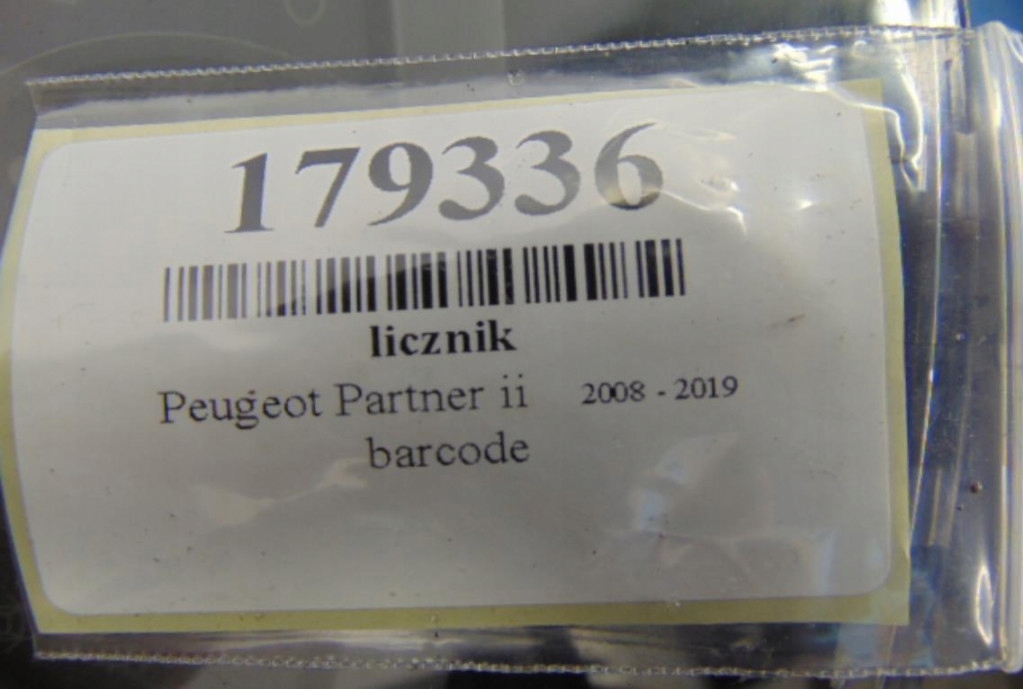 179336
licznik
Peugeot Partner ii 2008 - 2019
barcode